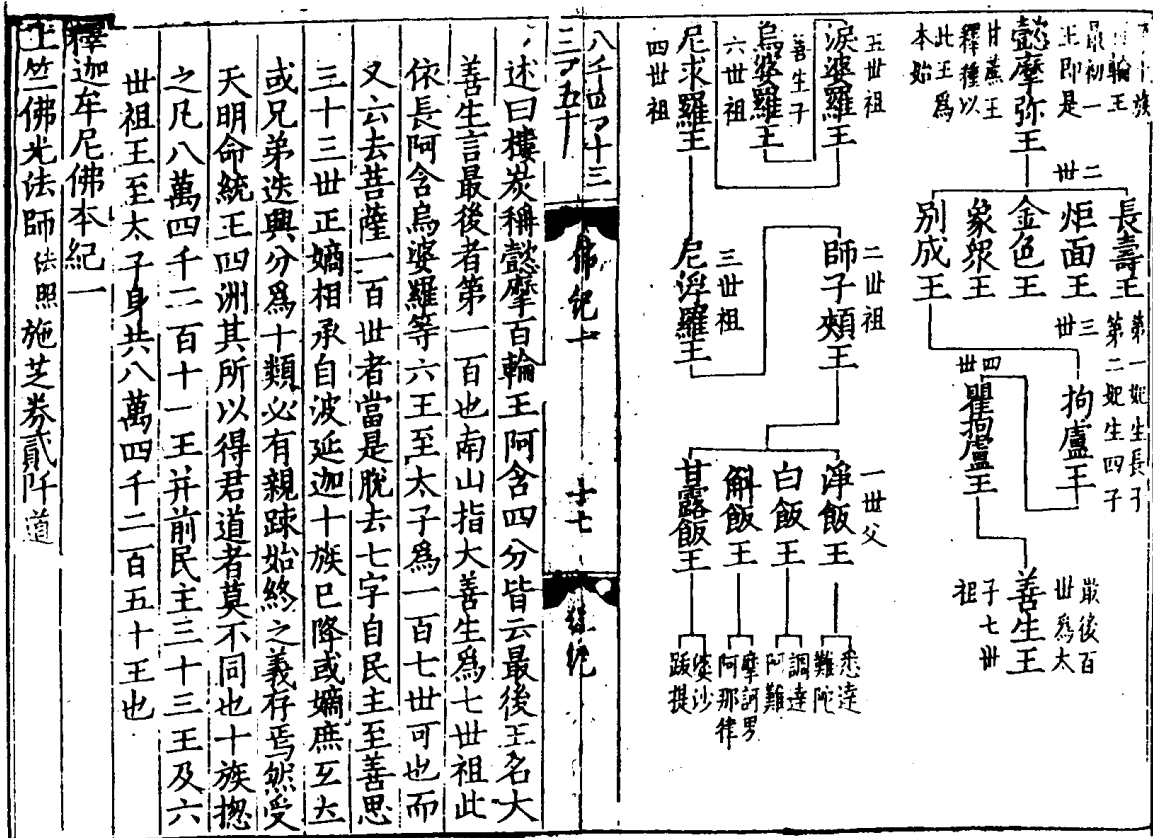 百輪王
最初一
王即是
甘蔗王
釋種以
此王爲
本始
懿摩弥王
二世
長壽王
炬面王
金色王
象衆王
別成王
第一妃生長子
第二妃生四子
三世
拘盧王
四世
瞿拘盧王
最後百
世爲太
子七世
祖
善生王
五世祖
淚婆羅王
善生子
烏婆羅王
六世祖
尼求羅王
四世祖
二世祖
師子頰王
三世祖
尼浮羅王
一世父
淨飯王
白飯王
斛飯王
甘露飯王
悉達
難陀
調達
阿難
摩訶男
阿那律
婆沙
跋提
八千四百十三
三百五十
佛紀一
十七
述曰樓炭稱懿摩百輪王阿含四分皆云最後王名大
善生言最後者第一百也南山指大善生爲七世祖此
依長阿含烏婆羅等六王至太子爲一百七世可也而
又云去菩薩一百世者當是脫去七字自民主至善思
三十三世正嫡相承自波延迦十族已降或嫡庶互立
或兄弟迭興分爲十類必有親踈始終之義存焉然受
天明命統王四洲其所以得君道者莫不同也十族揔
之凡八萬四千二百十一王并前民主三十三王及六
世祖王至太子身共八萬四千二百五十王也
釋迦牟尼佛本紀一
上竺佛光法師 法照 施芝券貳阡道